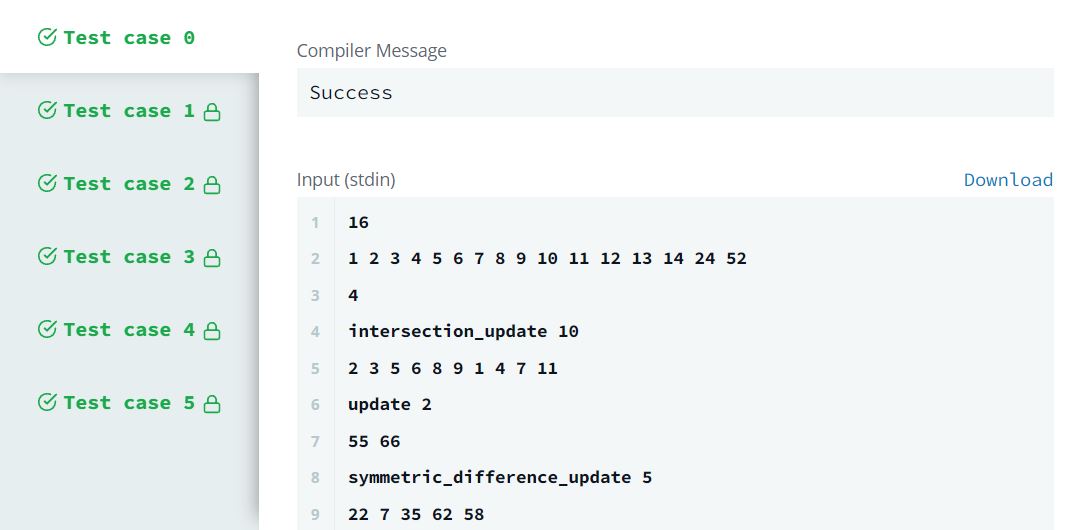 Test case 0
Test case 1
Test case 2
Test case 3
Test case 4
Test case 5
Compiler Message
Success
Input (stdin)
Download
1 16
2 1 2 3 4 5 6 7 8 9 10 11 12 13 14 24 52
3 4
4 intersection_update 10
5 2 3 5 6 8 9 1 4 7 11
6 update 2
7 55 66
8 symmetric_difference_update 5
9 22 7 35 62 58